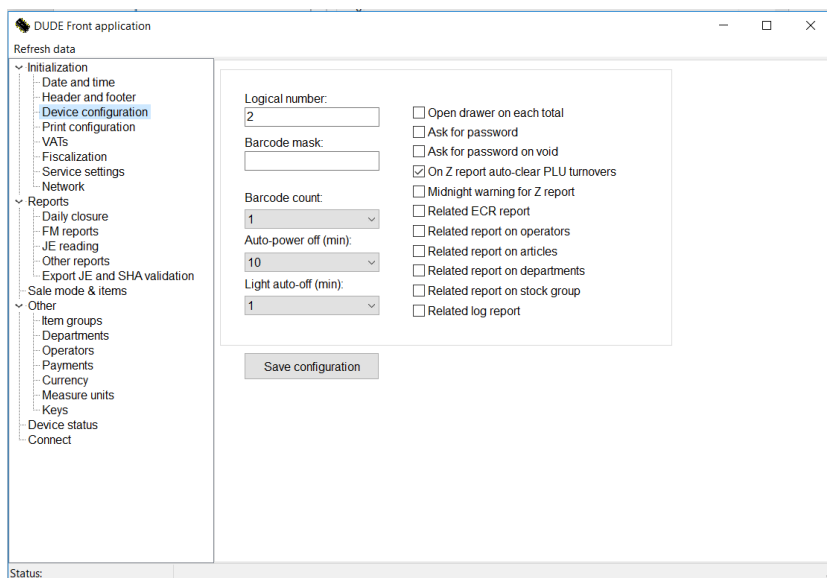 DUDE Front application
Refresh data
Initialization
Date and time
Header and footer
Device configuration
Print configuration
VATs
Fiscalization
Service settings
Network
Reports
Daily closure
FM reports
JE reading
Other reports
Export JE and SHA validation
Sale mode & items
Other
Item groups
Departments
Operators
Payments
Currency
Measure units
Keys
Device status
Connect
Logical number:
2
Barcode mask:
Barcode count:
1
Auto-power off (min):
10
Light auto-off (min):
1
Open drawer on each total
Ask for password
Ask for password on void
On Z report auto-clear PLU turnovers
Midnight warning for Z report
Related ECR report
Related report on operators
Related report on articles
Related report on departments
Related report on stock group
Related log report
Save configuration
Status: